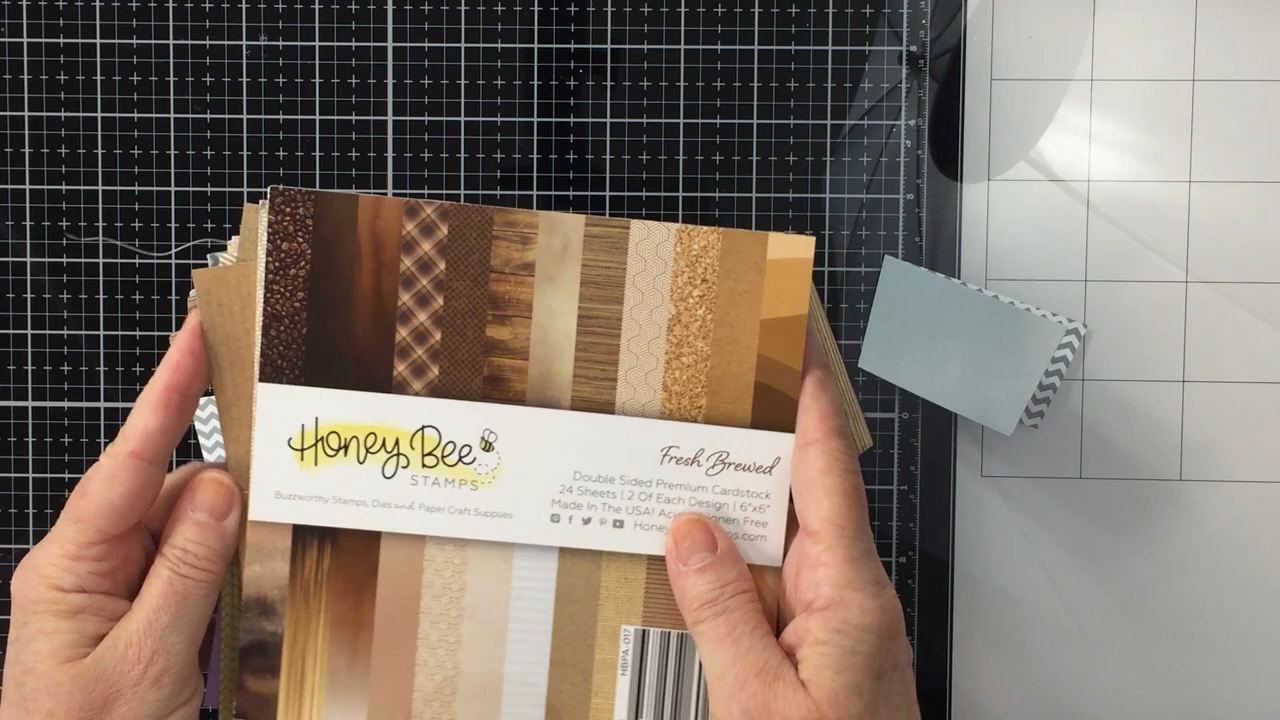 Honey Bee
STAMPS
Buzzworthy Stamps, Dies and Paper Craft Supplies
Fresh Brewed
Double Sided Premium Cardstock
24 Sheets | 2 Of Each Design | 6"x6"
Made In The USA! Free
HBPA-017